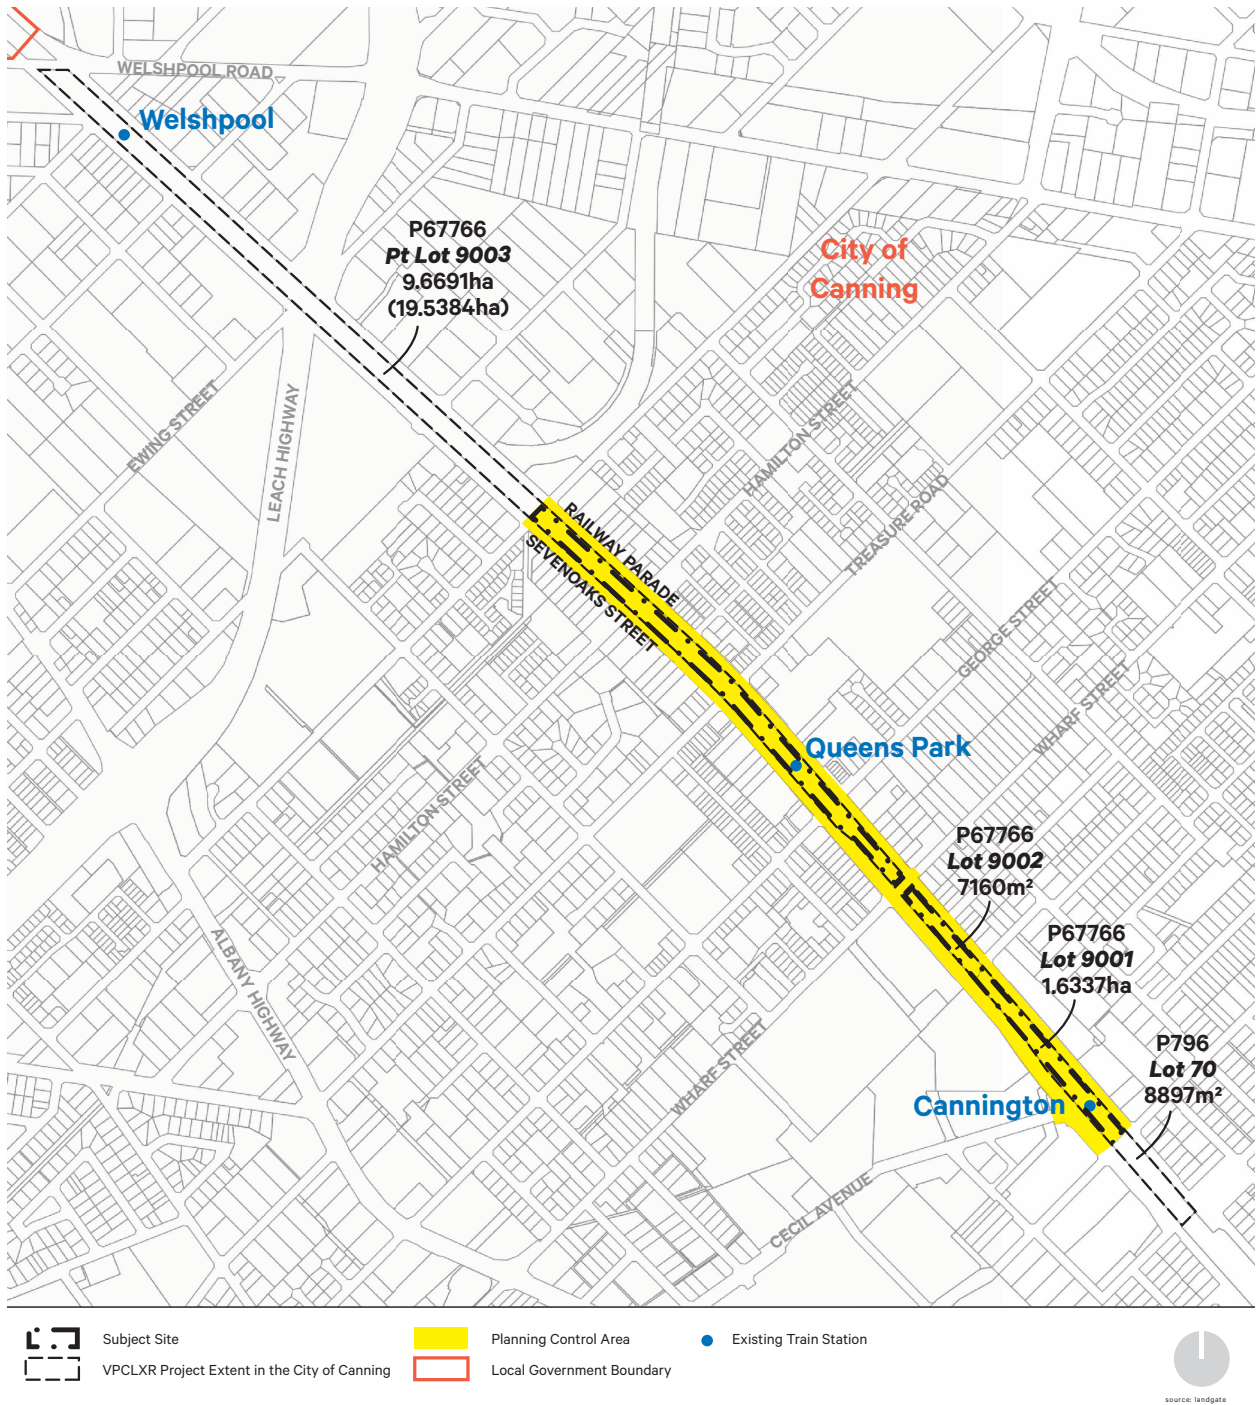 WELSHPOOL ROAD
Welshpool
P67766
Pt Lot 9003
9.6691ha
(19.5384ha)
City of
Canning
EWING STREET
LEACH HIGHWAY
HAMILTON STREET
TREASURE ROAD
RAILWAY PARADE
SEVENOAKS STREET
GEORGE STREET
WHARF STREET
Queens Park
HAMILTON STREET
P67766
Lot 9002
7160m²
ALBANY HIGHWAY
P67766
Lot 9001
1.6337ha
WHARF STREET
P796
Lot 70
8897m²
Cannington
CECIL AVENUE
Subject Site
Planning Control Area
Existing Train Station
VPCLXR Project Extent in the City of Canning
Local Government Boundary
source: landgate